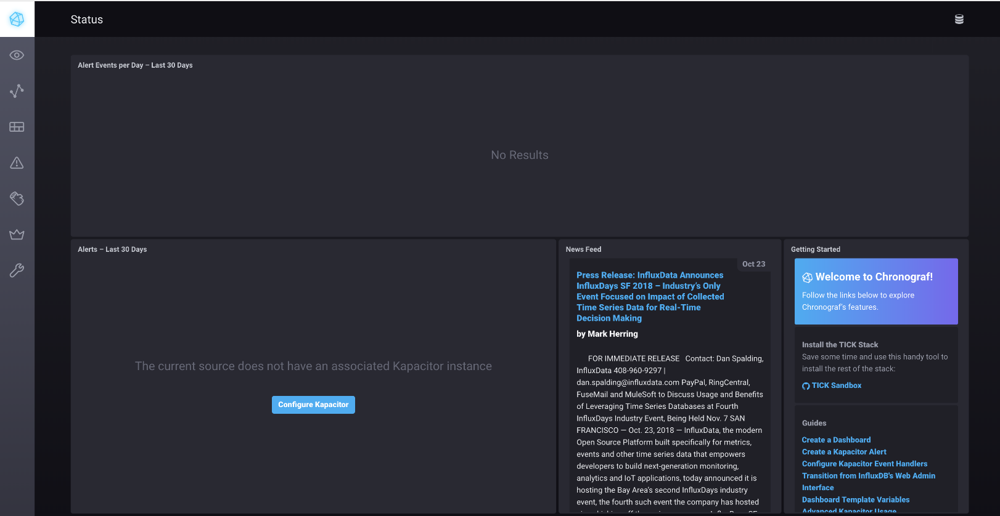 Status
Alert Events per Day – Last 30 Days
No Results
Alerts – Last 30 Days
The current source does not have an associated Kapacitor instance
Configure Kapacitor
News Feed
Oct 23
Press Release: InfluxData Announces
InfluxDays SF 2018 – Industry's Only
Event Focused on Impact of Collected
Time Series Data for Real-Time
Decision Making
by Mark Herring
FOR IMMEDIATE RELEASE   Contact: Dan Spalding,
InfluxData 408-960-9297 |
dan.spalding@influxdata.com PayPal, RingCentral,
FuseMail and MuleSoft to Discuss Usage and Benefits
of Leveraging Time Series Databases at Fourth
InfluxDays Industry Event, Being Held Nov. 7 SAN
FRANCISCO — Oct. 23, 2018 — InfluxData, the modern
Open Source Platform built specifically for metrics,
events and other time series data that empowers
developers to build next-generation monitoring,
analytics and IoT applications, today announced it is
hosting the Bay Area's second InfluxDays industry
event, the fourth such event the company has hosted
Getting Started
Welcome to Chronograf!
Follow the links below to explore
Chronograf's features.
Install the TICK Stack
Save some time and use this handy tool to
install the rest of the stack:
TICK Sandbox
Guides
Create a Dashboard
Create a Kapacitor Alert
Configure Kapacitor Event Handlers
Transition from InfluxDB's Web Admin
Interface
Dashboard Template Variables
Advanced Kapacitor Usage